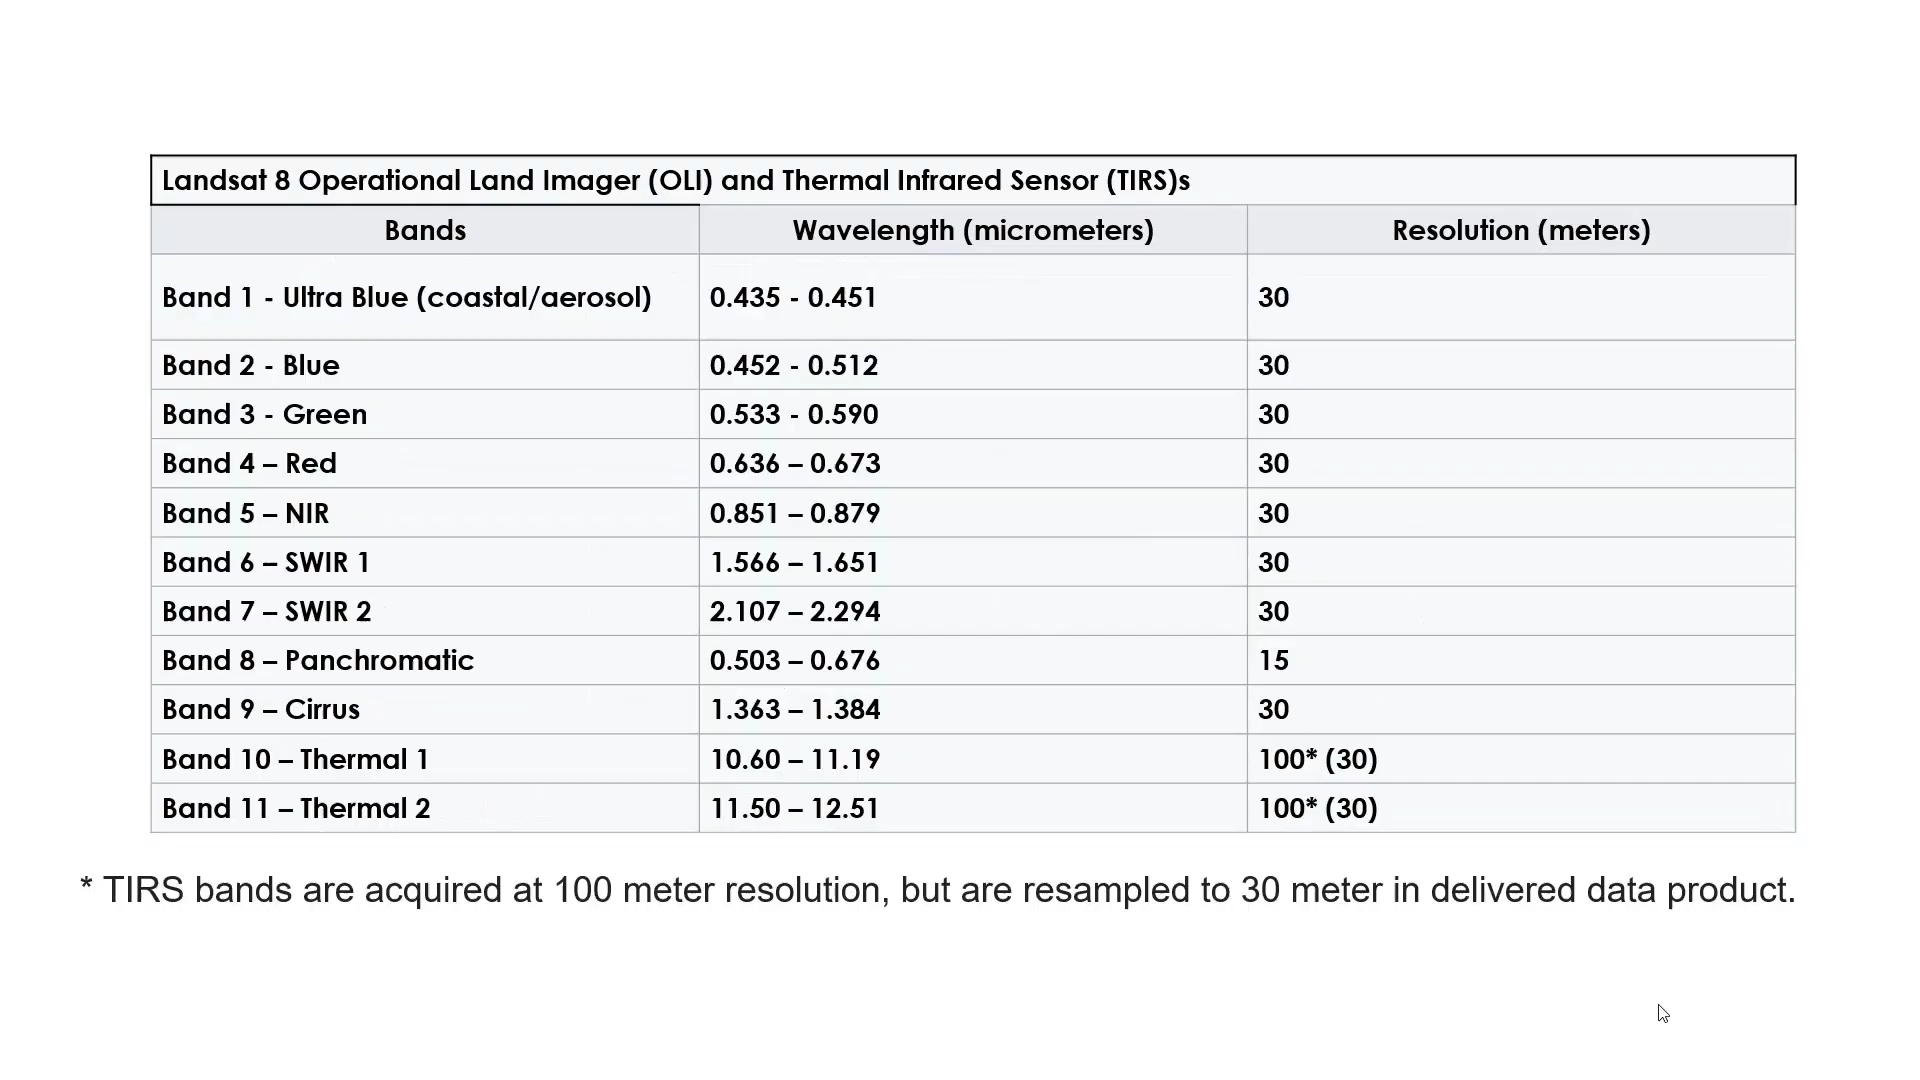 Landsat 8 Operational Land Imager (OLI) and Thermal Infrared Sensor (TIRS)s
Bands Wavelength (micrometers) Resolution (meters)
Band 1 - Ultra Blue (coastal/aerosol) 0.435 - 0.451 30
Band 2 - Blue 0.452 - 0.512 30
Band 3 - Green 0.533 - 0.590 30
Band 4 – Red 0.636 – 0.673 30
Band 5 – NIR 0.851 – 0.879 30
Band 6 – SWIR 1 1.566 – 1.651 30
Band 7 – SWIR 2 2.107 – 2.294 30
Band 8 – Panchromatic 0.503 – 0.676 15
Band 9 – Cirrus 1.363 – 1.384 30
Band 10 – Thermal 1 10.60 – 11.19 100* (30)
Band 11 – Thermal 2 11.50 – 12.51 100* (30)
* TIRS bands are acquired at 100 meter resolution, but are resampled to 30 meter in delivered data product.